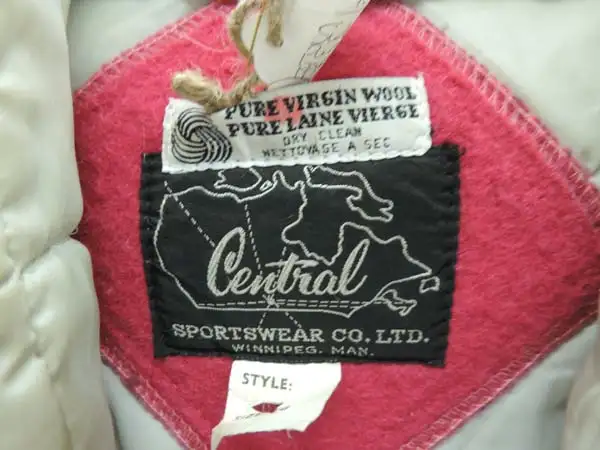 PURE VIRGIN WOOL
PURE LAINE VIERGE
DRY CLEAN
NETTOYAGE A SEC
Central
SPORTSWEAR CO. LTD.
WINNIPEG, MAN.
STYLE: